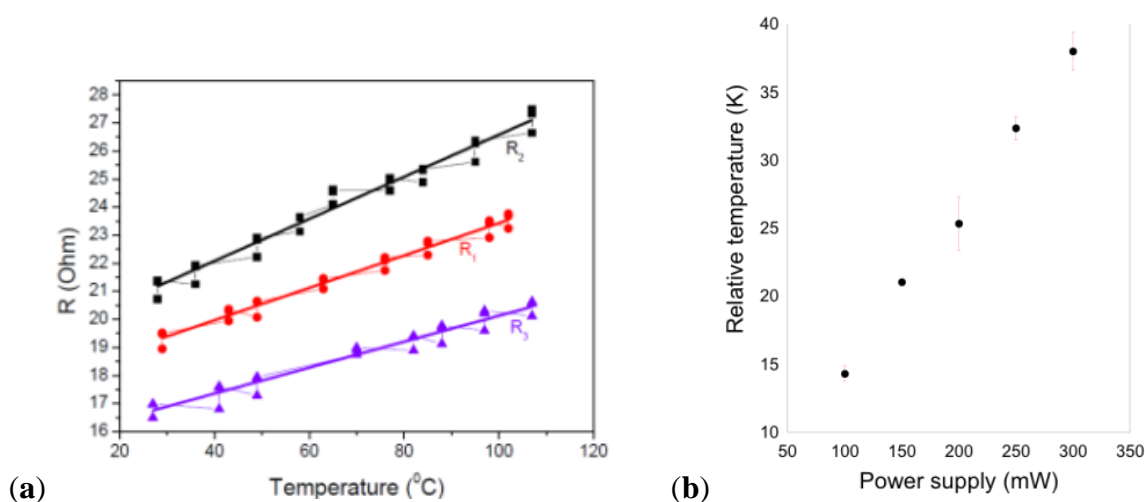 28
27
26
25
24
23
22
21
20
19
18
17
16
R (Ohm)
R2
R1
R3
20 40 60 80 100 120
Temperature (⁰C)
(a)
40
35
30
25
20
15
10
Relative temperature (K)
50 100 150 200 250 300 350
Power supply (mW)
(b)